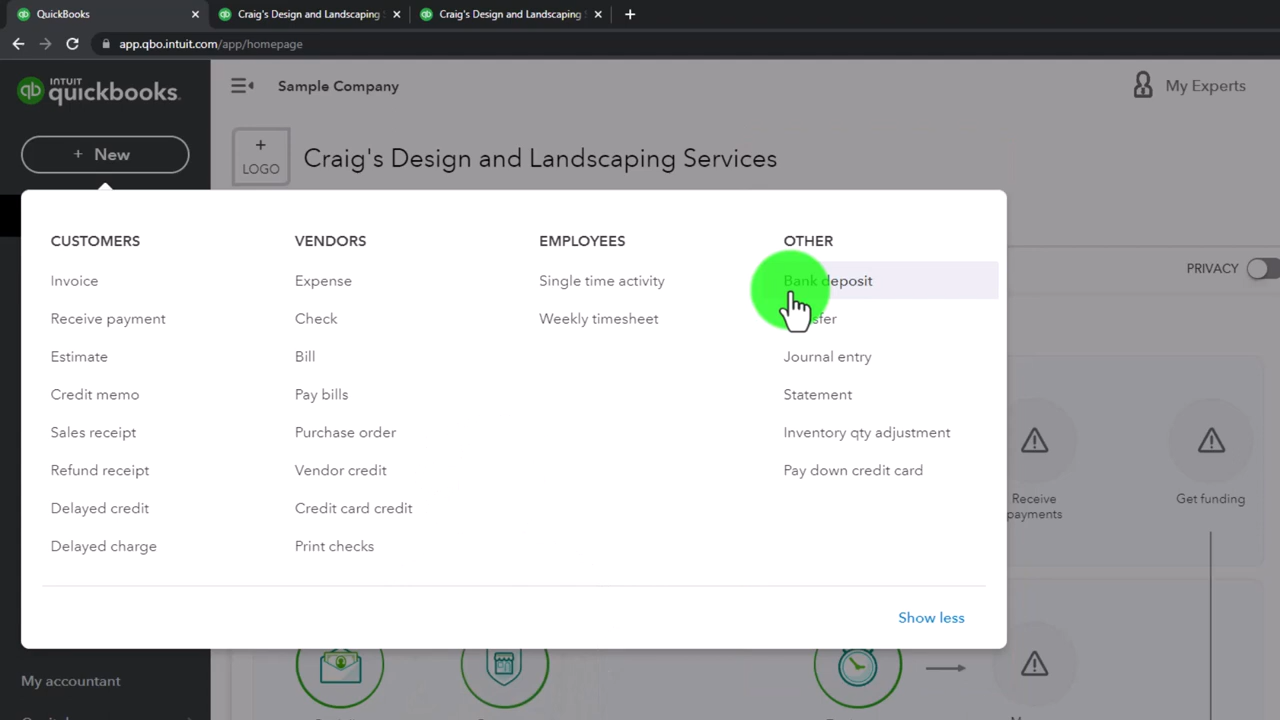 QuickBooks
Craig's Design and Landscaping
Craig's Design and Landscaping
app.qbo.intuit.com/app/homepage
INTUIT
quickbooks.
Sample Company
My Experts
+ New
+
LOGO
Craig's Design and Landscaping Services
PRIVACY
CUSTOMERS
Invoice
Receive payment
Estimate
Credit memo
Sales receipt
Refund receipt
Delayed credit
Delayed charge
VENDORS
Expense
Check
Bill
Pay bills
Purchase order
Vendor credit
Credit card credit
Print checks
EMPLOYEES
Single time activity
Weekly timesheet
OTHER
Bank deposit
Journal entry
Statement
Inventory qty adjustment
Pay down credit card
Show less
Receive
payments
Get funding
My accountant